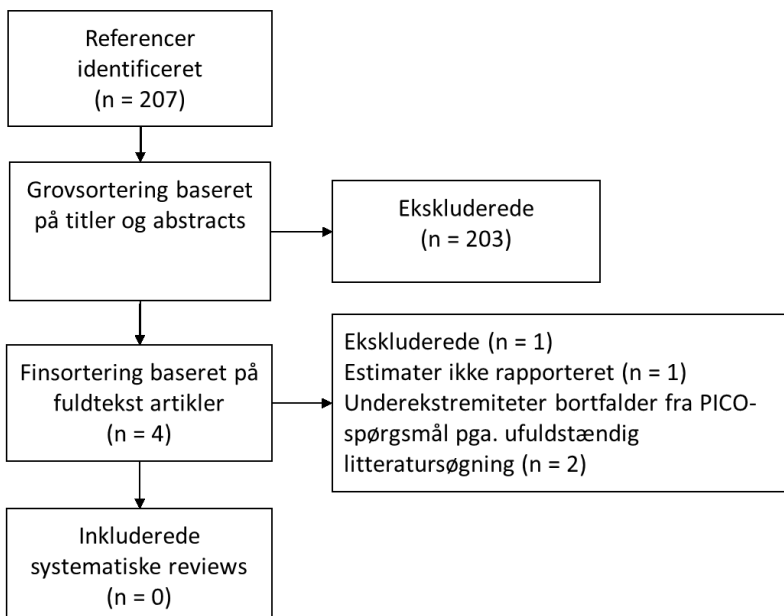 Referencer
identificeret
(n = 207)
Grovsortering baseret
på titler og abstracts
Ekskluderede
(n = 203)
Finsortering baseret på
fuldtekst artikler
(n = 4)
Ekskluderede (n = 1)
Estimater ikke rapporteret (n = 1)
Underekstremiteter bortfalder fra PICO-
spørgsmål pga. ufuldstændig
litteratursøgning (n = 2)
Inkluderede
systematiske reviews
(n = 0)